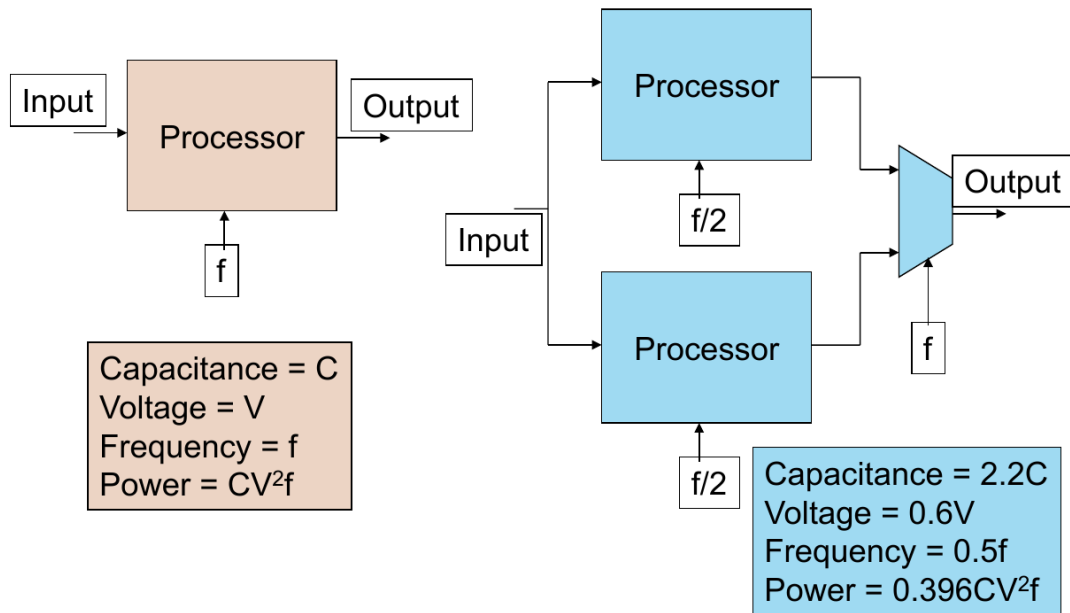 Input
Processor
Output
f
Capacitance = C
Voltage = V
Frequency = f
Power = CV²f
Processor
f/2
Input
Output
Processor
f
f/2
Capacitance = 2.2C
Voltage = 0.6V
Frequency = 0.5f
Power = 0.396CV²f